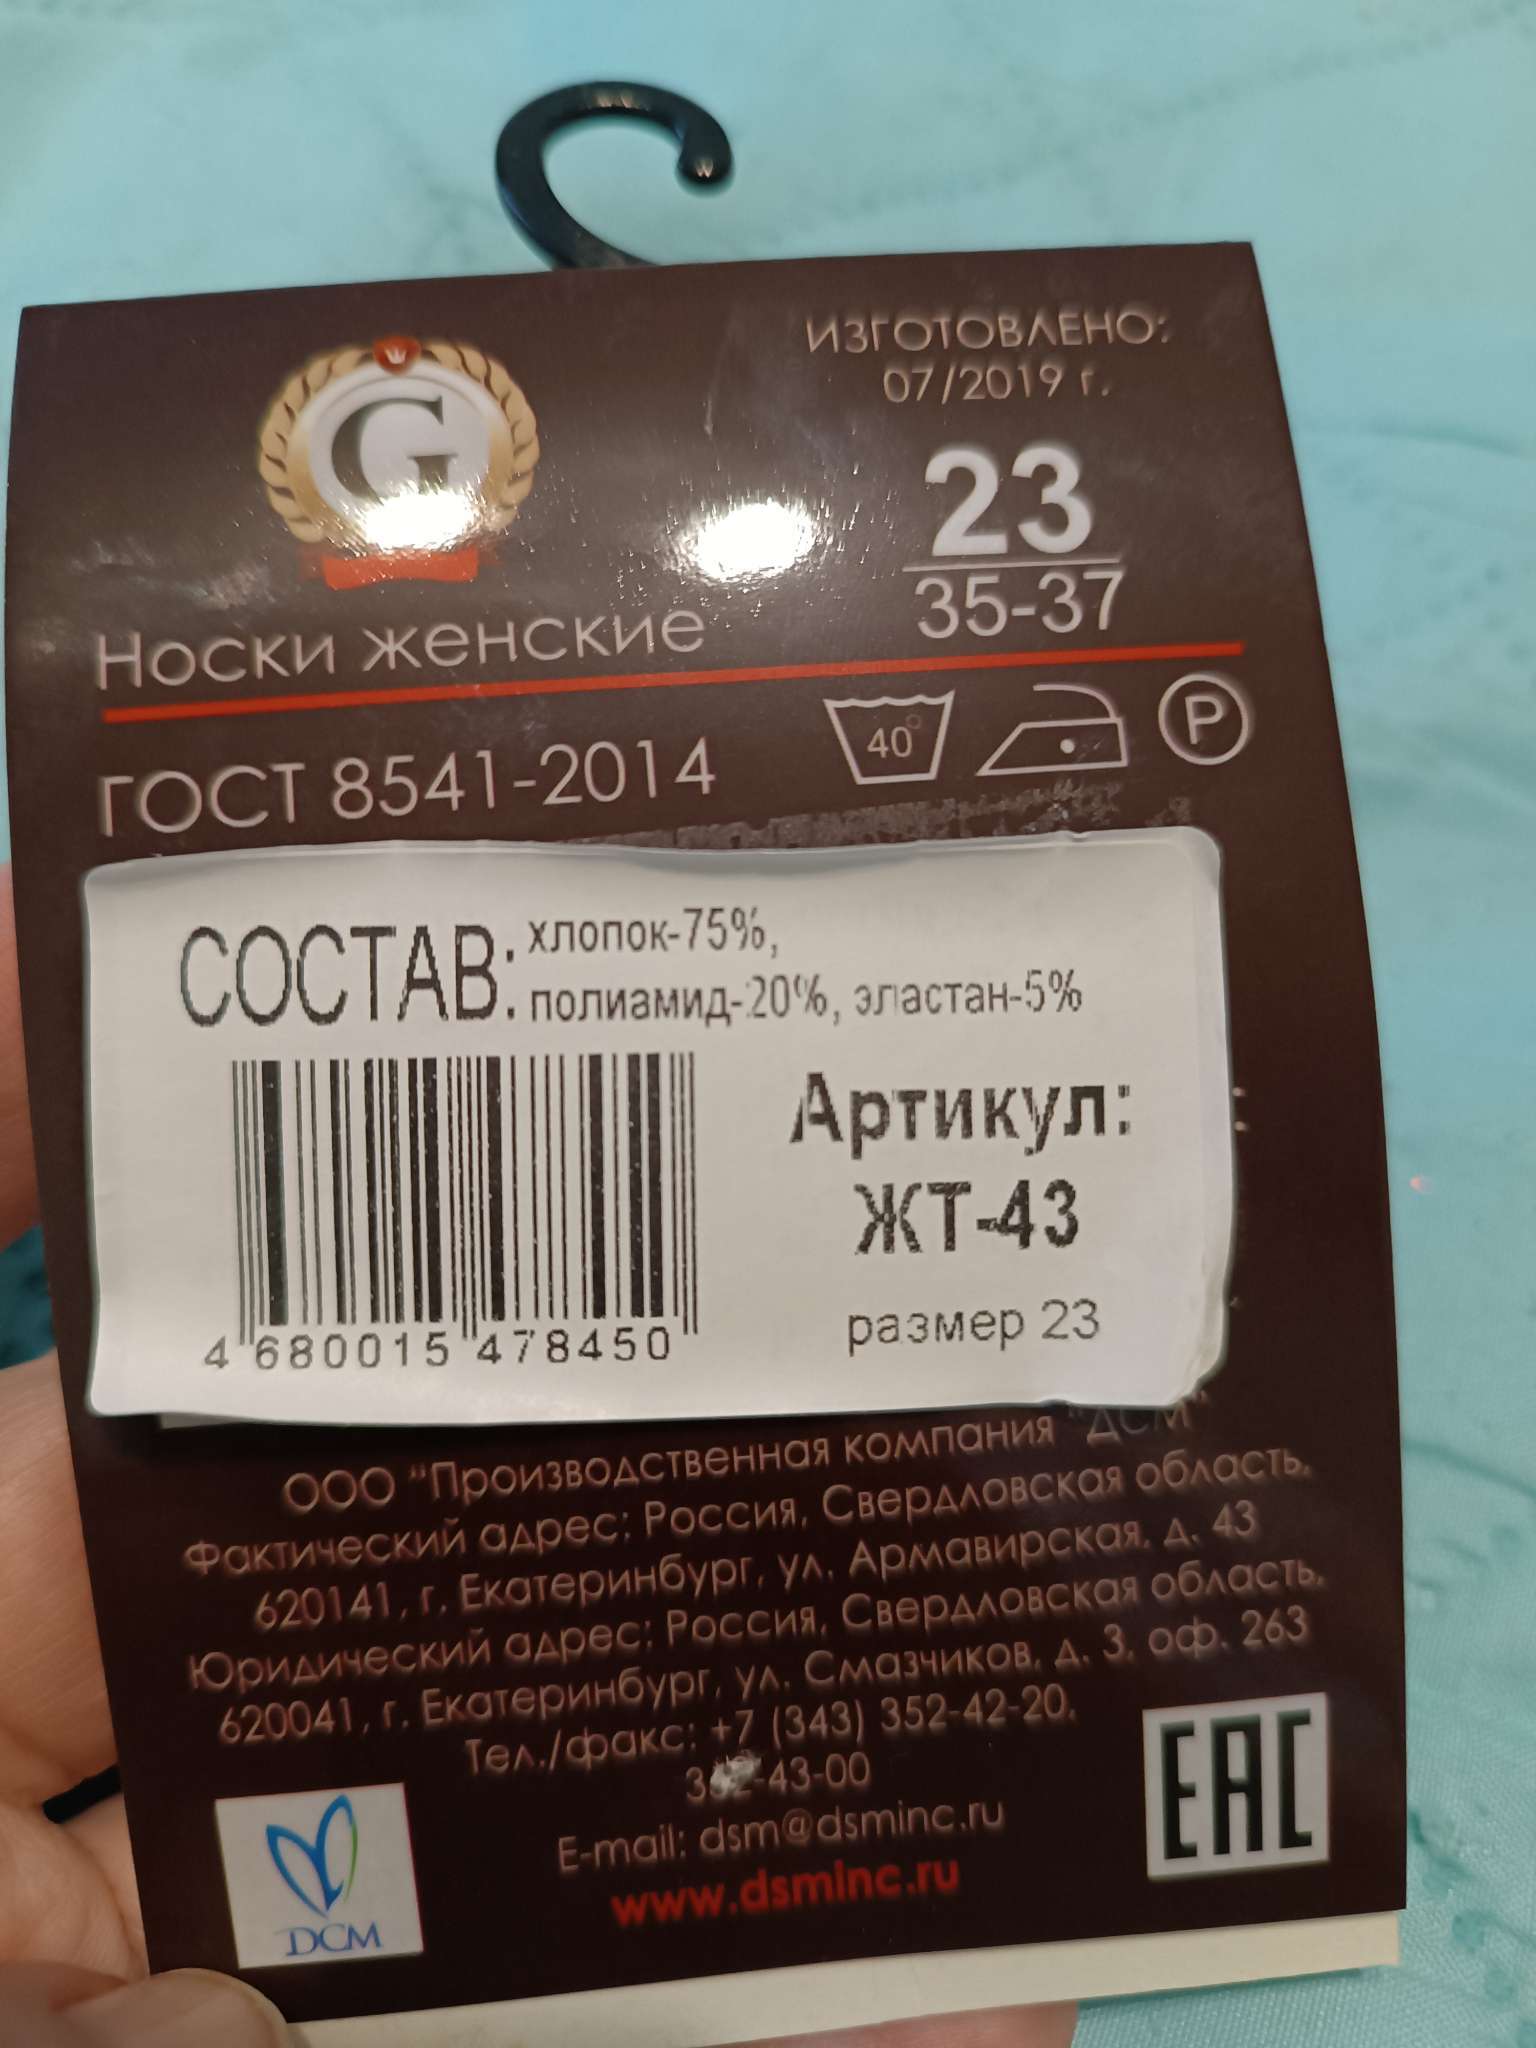 G
ИЗГОТОВЛЕНО:
07/2019 г.
23
35-37
Носки женские
40°
P
ГОСТ 8541-2014
СОСТАВ: хлопок-75%,
полиамид-20%, эластан-5%
Артикул:
ЖТ-43
размер 23
4 680015 478450
ООО "Производственная компания "ДСМ"
Фактический адрес: Россия, Свердловская область,
620141, г. Екатеринбург, ул. Армавирская, д. 43
Юридический адрес: Россия, Свердловская область,
620041, г. Екатеринбург, ул. Смазчиков, д. 3, оф. 263
Тел./факс: +7 (343) 352-42-20,
-43-00
E-mail: dsm@dsminc.ru
www.dsminc.ru
ДСМ
EAC